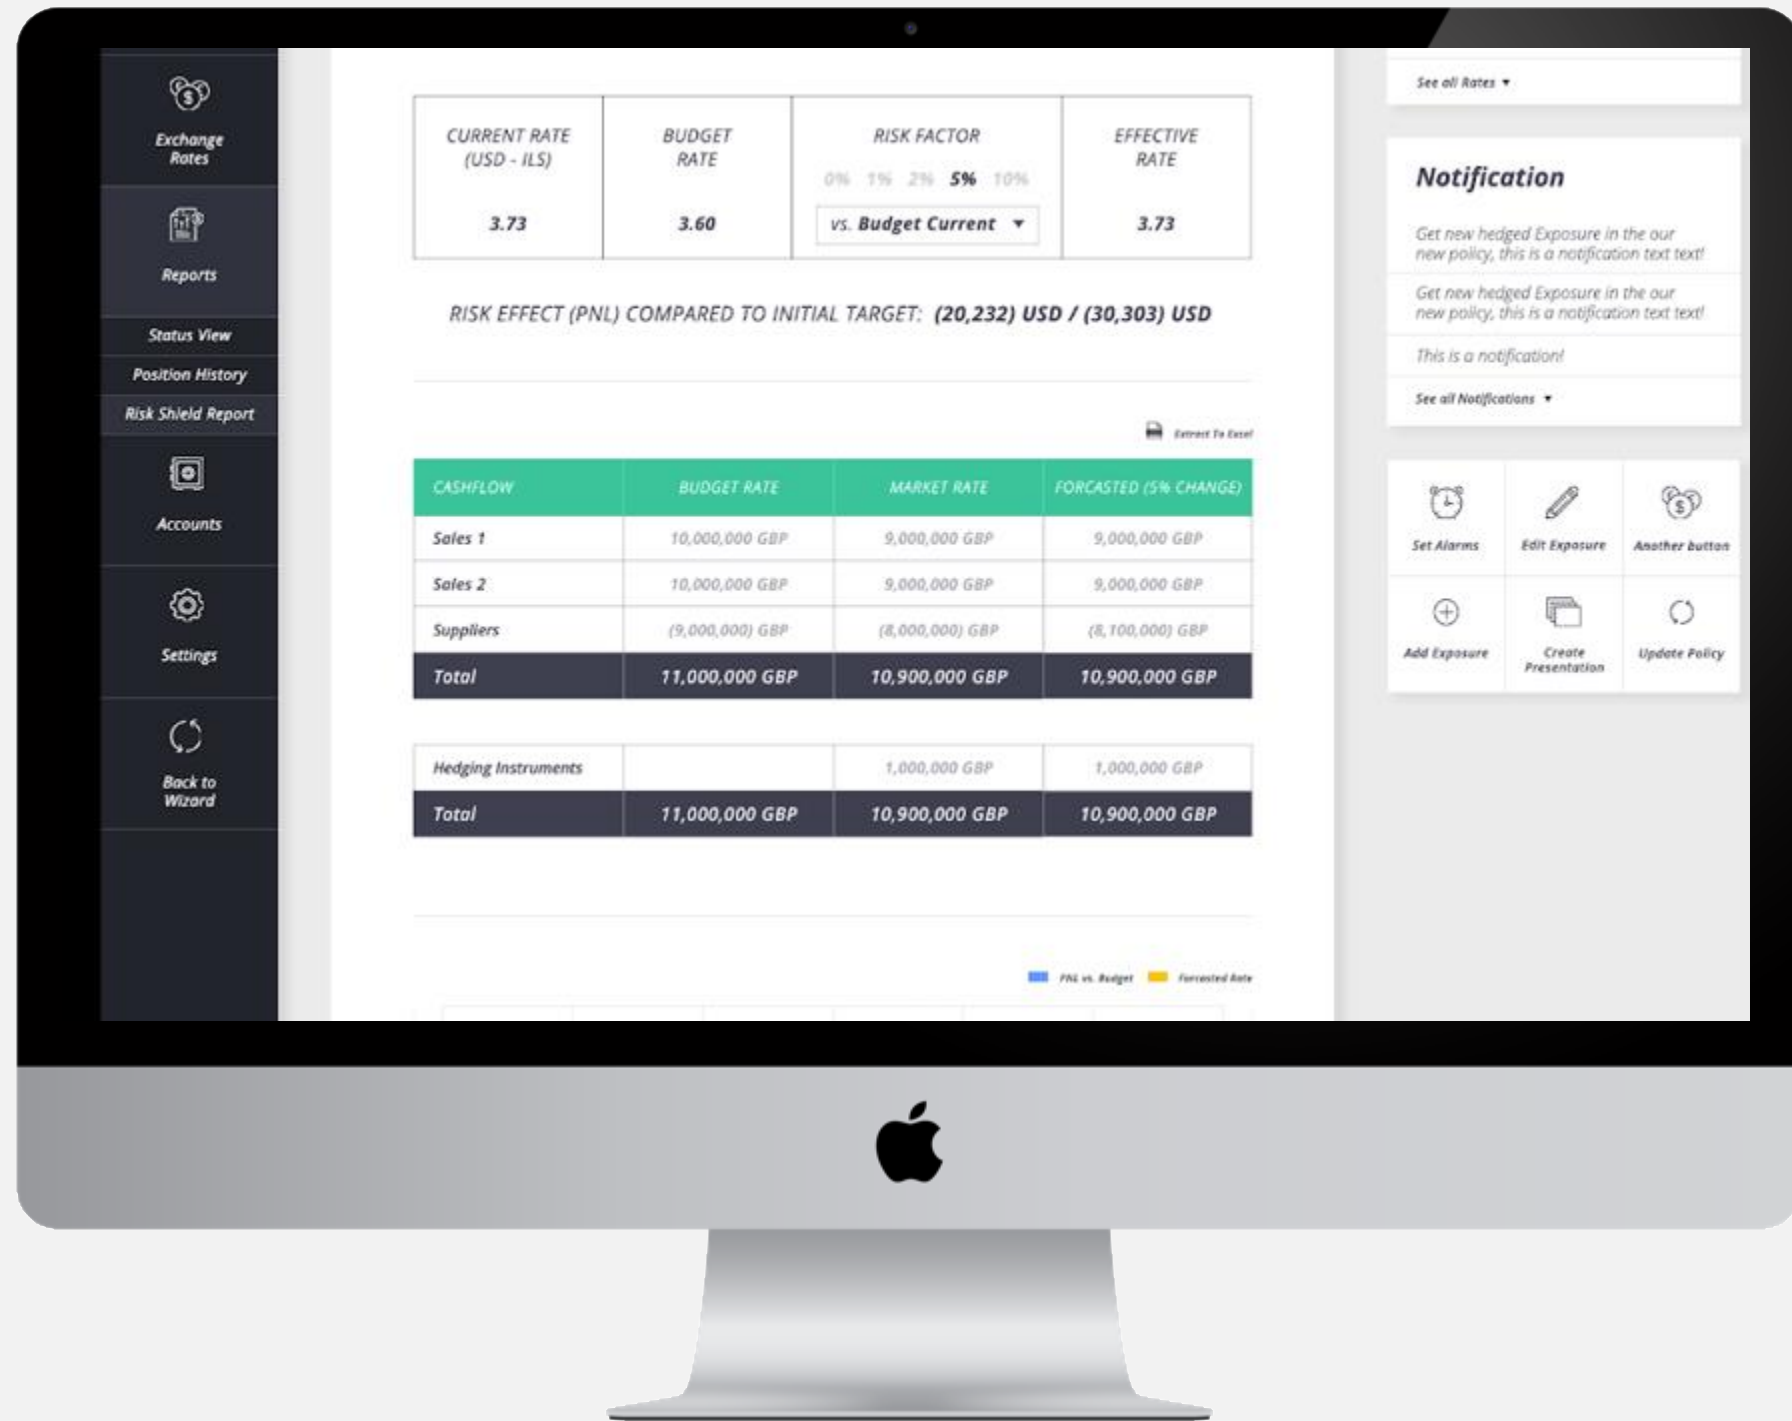 Exchange
Rates
Reports
Status View
Position History
Risk Shield Report
Accounts
Settings
Back to
Wizard
CURRENT RATE
(USD - ILS)
3.73
BUDGET
RATE
3.60
RISK FACTOR
0% 1% 2% 5% 10%
vs. Budget Current
EFFECTIVE
RATE
3.73
RISK EFFECT (PNL) COMPARED TO INITIAL TARGET: (20,232) USD / (30,303) USD
Extract To Excel
CASHFLOW BUDGET RATE MARKET RATE FORCASTED (5% CHANGE)
Sales 1 10,000,000 GBP 9,000,000 GBP 9,000,000 GBP
Sales 2 10,000,000 GBP 9,000,000 GBP 9,000,000 GBP
Suppliers (9,000,000) GBP (8,000,000) GBP (8,100,000) GBP
Total 11,000,000 GBP 10,900,000 GBP 10,900,000 GBP
Hedging Instruments 1,000,000 GBP 1,000,000 GBP
Total 11,000,000 GBP 10,900,000 GBP 10,900,000 GBP
PNL vs. Budget Forcasted Rate
See all Rates
Notification
Get new hedged Exposure in the our
new policy, this is a notification text text!
Get new hedged Exposure in the our
new policy, this is a notification text text!
This is a notification!
See all Notifications
Set Alarms
Edit Exposure
Another button
Add Exposure
Create
Presentation
Update Policy